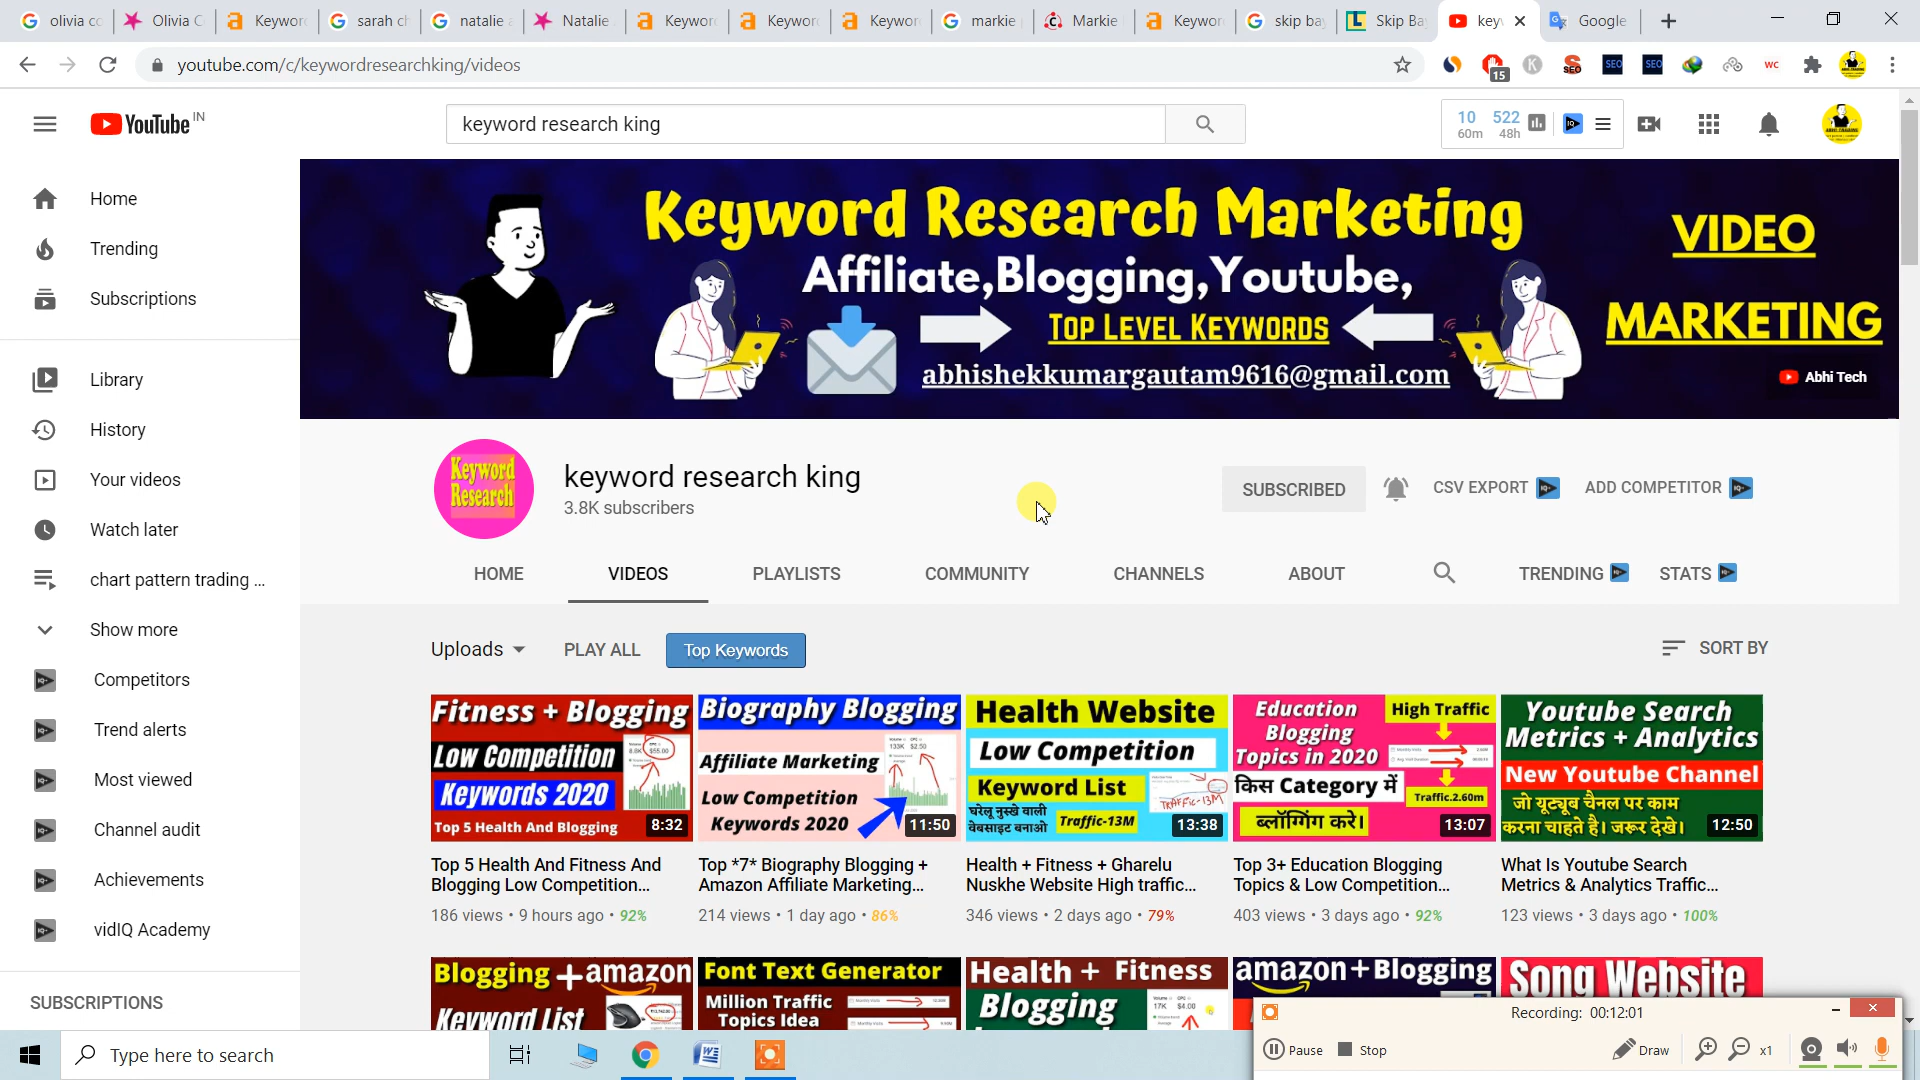 olivia co
Olivia C
Keyword
sarah ch
natalie a
Natalie
Keyword
Keyword
Keyword
markie
Markie
Keyword
skip bay
Skip Ba
key
Google
youtube.com/c/keywordresearchking/videos
15
YouTube IN
keyword research king
10 522
60m 48h
Home
Trending
Subscriptions
Library
History
Your videos
Watch later
chart pattern trading ...
Show more
Competitors
Trend alerts
Most viewed
Channel audit
Achievements
vidIQ Academy
SUBSCRIPTIONS
Keyword Research Marketing
Affiliate,Blogging,Youtube,
TOP LEVEL KEYWORDS
abhishekkumargautam9616@gmail.com
VIDEO
MARKETING
Abhi Tech
Keyword
Research
keyword research king
3.8K subscribers
SUBSCRIBED
CSV EXPORT
ADD COMPETITOR
HOME
VIDEOS
PLAYLISTS
COMMUNITY
CHANNELS
ABOUT
TRENDING
STATS
Uploads
PLAY ALL
Top Keywords
SORT BY
Fitness + Blogging
Low Competition
Keywords 2020
Top 5 Health And Blogging
8:32
Biography Blogging
Affiliate Marketing
Low Competition
Keywords 2020
11:50
Health Website
Low Competition
Keyword List
घरेलू नुस्खे वाली
वेबसाइट बनाओ
Traffic-13M
13:38
Education
Blogging
Topics in 2020
High Traffic
किस Category में
Traffic.2.60m
ब्लॉगिंग करे।
13:07
Youtube Search
Metrics + Analytics
New Youtube Channel
जो यूट्यूब चैनल पर काम
करना चाहते है। जरूर देखे।
12:50
Top 5 Health And Fitness And
Blogging Low Competition...
186 views • 9 hours ago • 92%
Top *7* Biography Blogging +
Amazon Affiliate Marketing...
214 views • 1 day ago • 86%
Health + Fitness + Gharelu
Nuskhe Website High traffic...
346 views • 2 days ago • 79%
Top 3+ Education Blogging
Topics & Low Competition...
403 views • 3 days ago • 92%
What Is Youtube Search
Metrics & Analytics Traffic...
123 views • 3 days ago • 100%
Blogging + amazon
Keyword List
Font Text Generator
Million Traffic
Topics Idea
Health + Fitness
Blogging
amazon + Blogging
Song Website
Recording: 00:12:01
Pause
Stop
Draw
x1
Type here to search